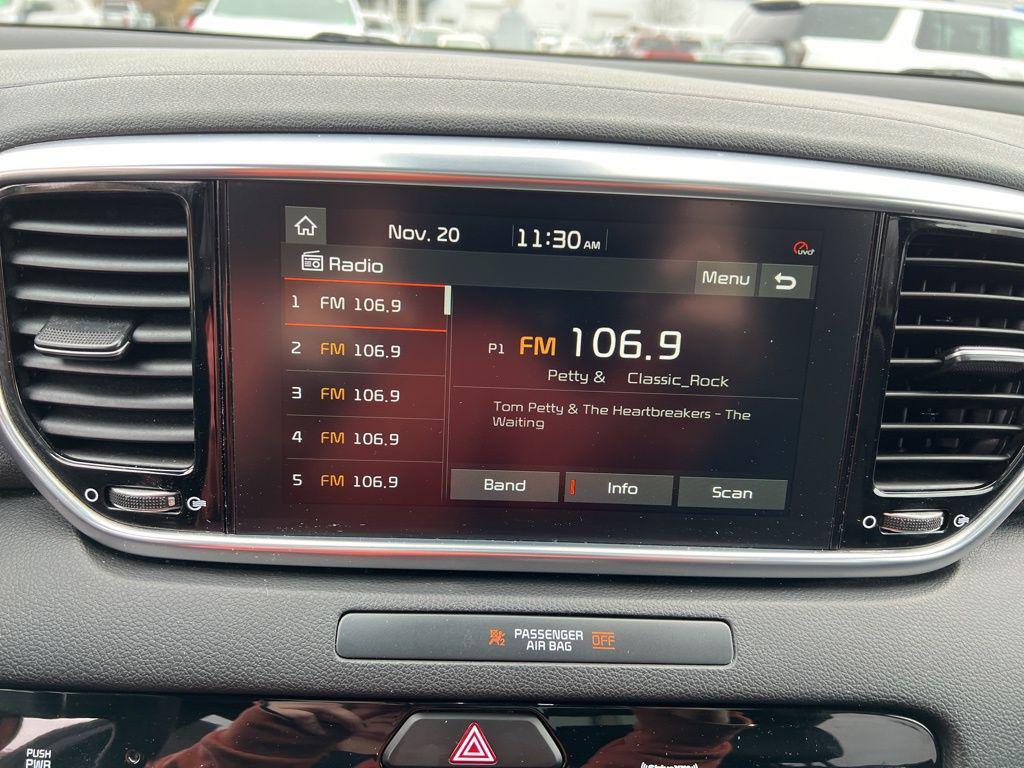 Nov. 20 11:30 AM
UVO
Radio Menu
1 FM 106.9
2 FM 106.9
3 FM 106.9
4 FM 106.9
5 FM 106.9
P1 FM 106.9
Petty & Classic_Rock
Tom Petty & The Heartbreakers - The
Waiting
Band Info Scan
PASSENGER
AIR BAG OFF
PUSH
PWR